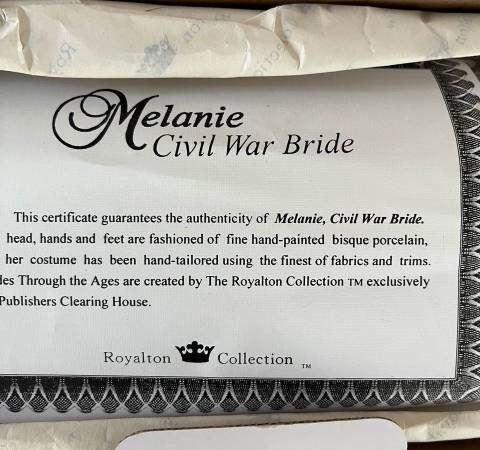 Melanie
Civil War Bride
This certificate guarantees the authenticity of Melanie, Civil War Bride.
head, hands and feet are fashioned of fine hand-painted bisque porcelain,
her costume has been hand-tailored using the finest of fabrics and trims.
des Through the Ages are created by The Royalton Collection TM exclusively
Publishers Clearing House.
Royalton Collection TM